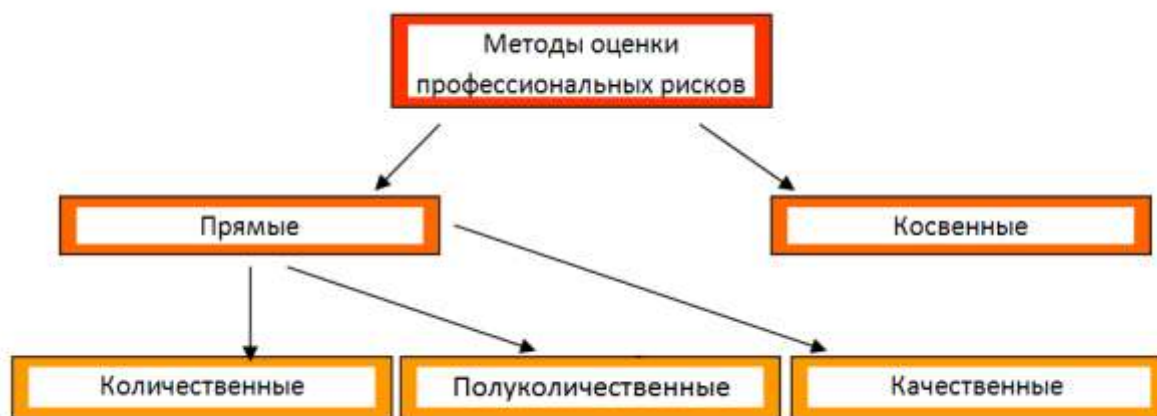 Методы оценки
профессиональных рисков
Прямые
Косвенные
Количественные
Полуколичественные
Качественные